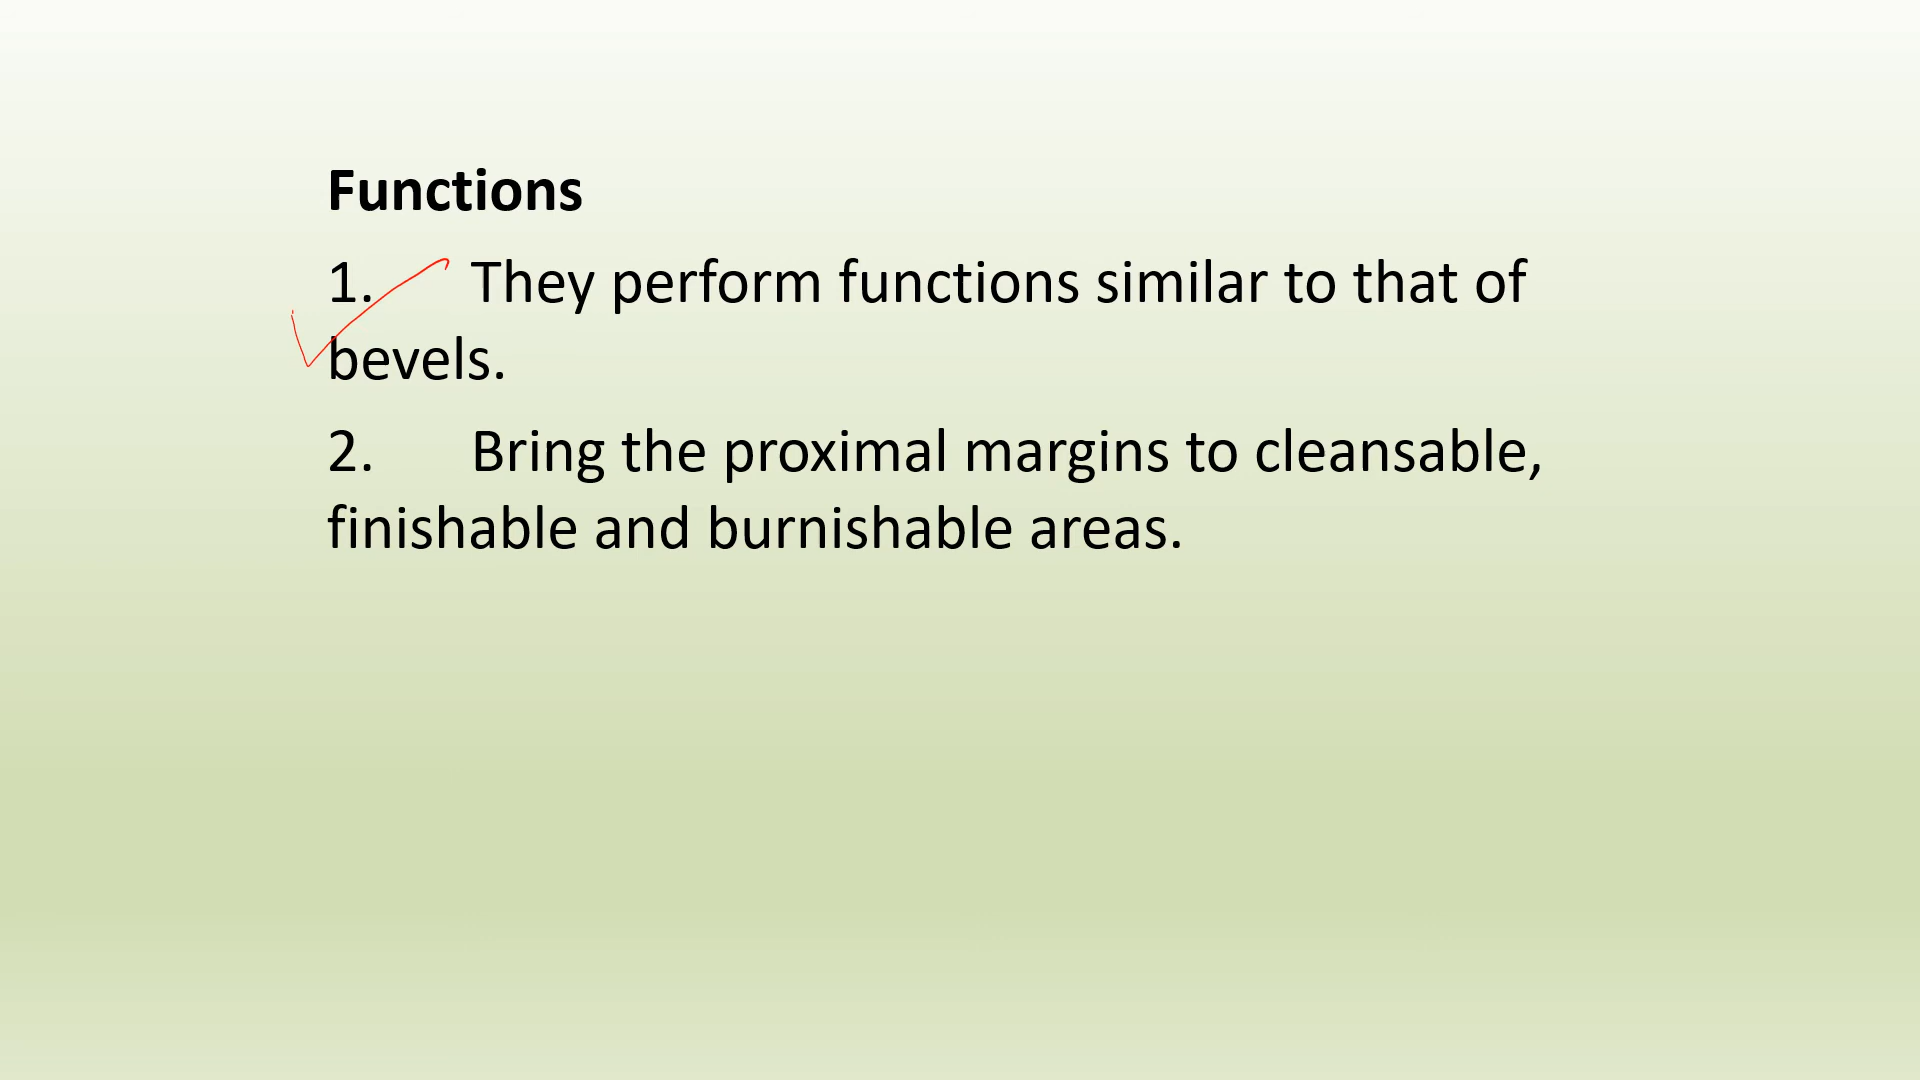 Functions
1. They perform functions similar to that of
bevels.
2. Bring the proximal margins to cleansable,
finishable and burnishable areas.